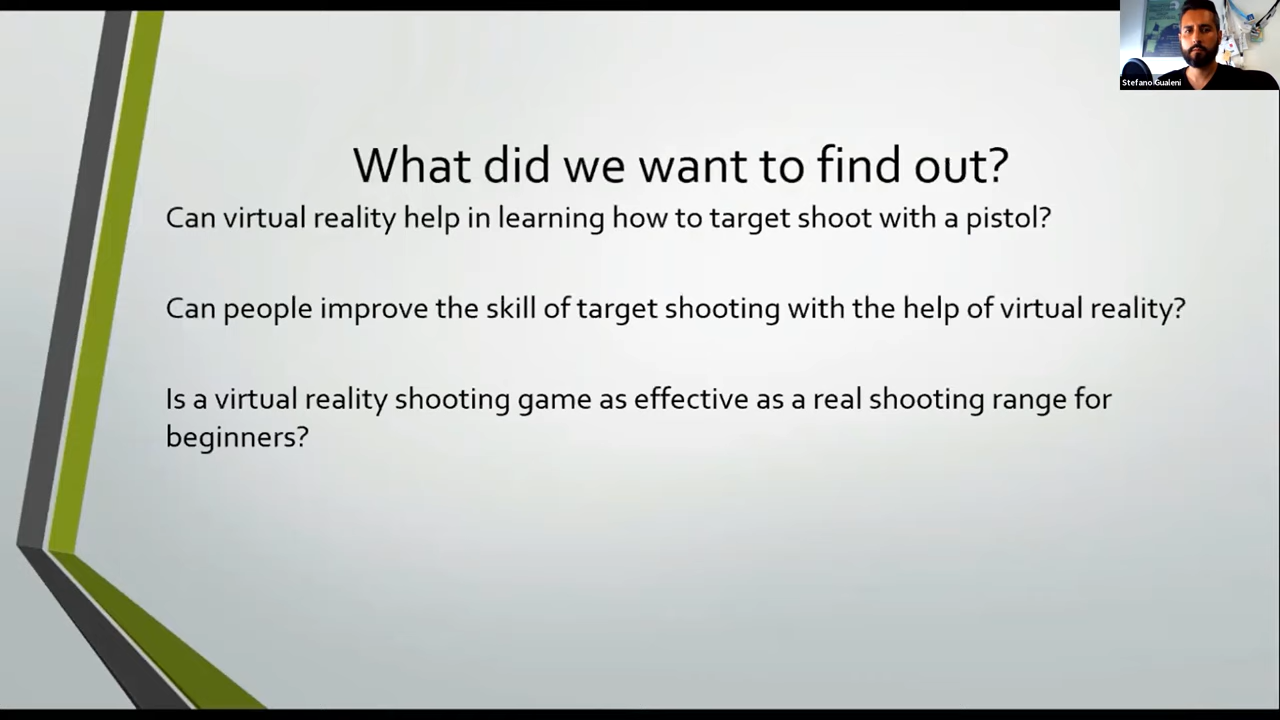 Stefano Gualeni
What did we want to find out?
Can virtual reality help in learning how to target shoot with a pistol?
Can people improve the skill of target shooting with the help of virtual reality?
Is a virtual reality shooting game as effective as a real shooting range for
beginners?